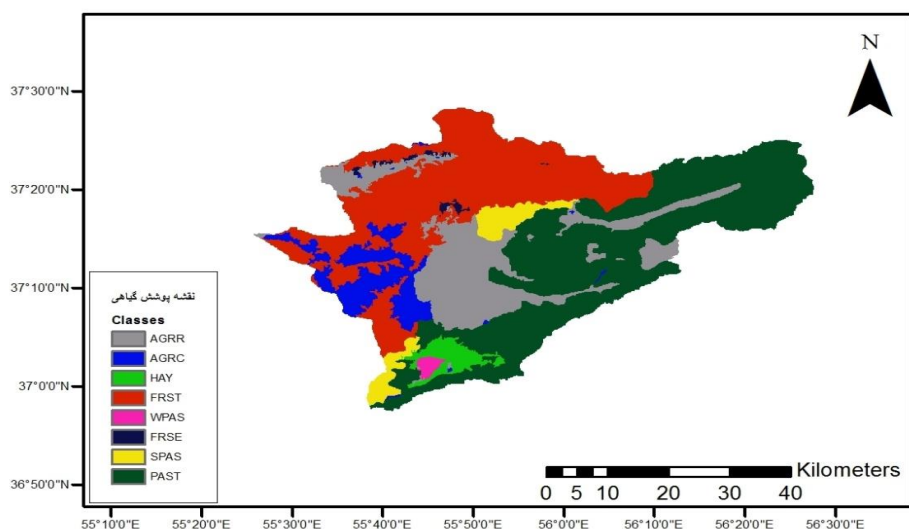 N
37°30'0"N
37°20'0"N
37°10'0"N
37°0'0"N
36°50'0"N
نقشه پوشش گیاهی
Classes
AGRR
AGRC
HAY
FRST
WPAS
FRSE
SPAS
PAST
Kilometers
0 5 10 20 30 40
55°10'0"E 55°20'0"E 55°30'0"E 55°40'0"E 55°50'0"E 56°0'0"E 56°10'0"E 56°20'0"E 56°30'0"E